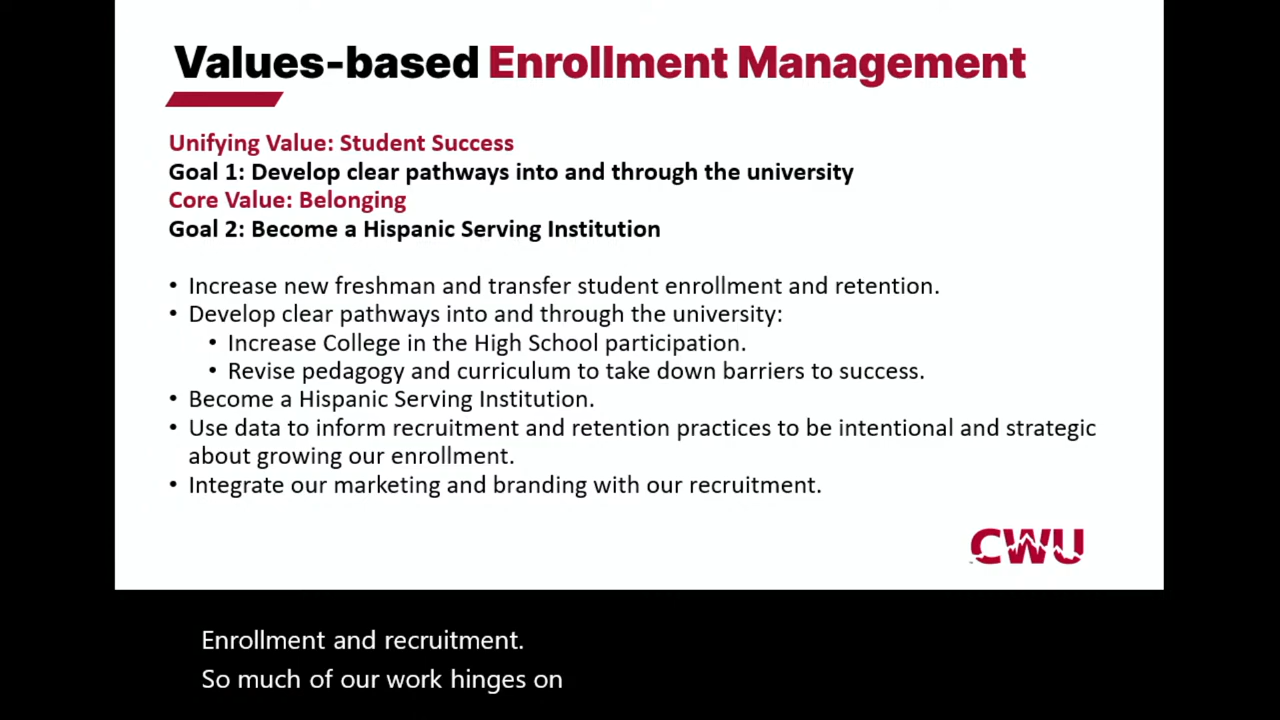 Values-based Enrollment Management
Unifying Value: Student Success
Goal 1: Develop clear pathways into and through the university
Core Value: Belonging
Goal 2: Become a Hispanic Serving Institution
• Increase new freshman and transfer student enrollment and retention.
• Develop clear pathways into and through the university:
• Increase College in the High School participation.
• Revise pedagogy and curriculum to take down barriers to success.
• Become a Hispanic Serving Institution.
• Use data to inform recruitment and retention practices to be intentional and strategic
about growing our enrollment.
• Integrate our marketing and branding with our recruitment.
CWU
Enrollment and recruitment.
So much of our work hinges on